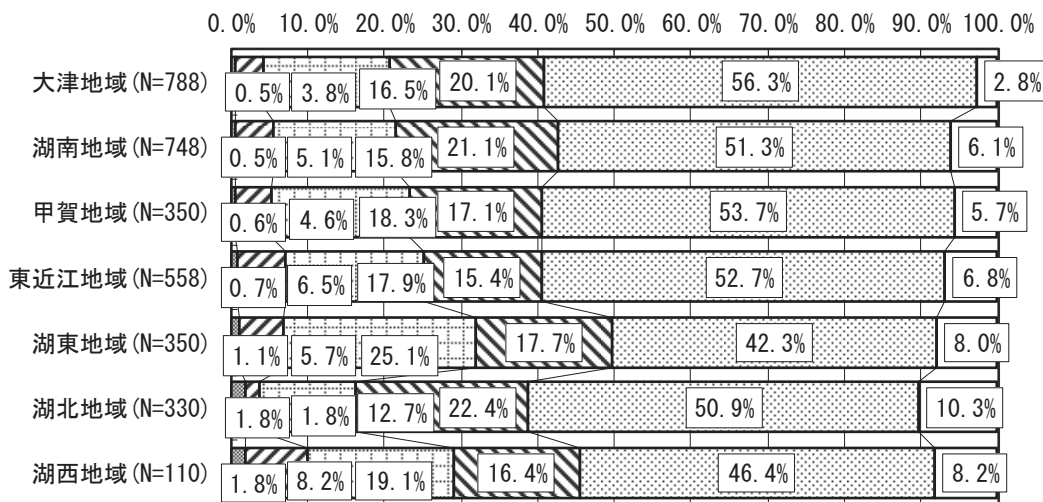 0.0% 10.0% 20.0% 30.0% 40.0% 50.0% 60.0% 70.0% 80.0% 90.0% 100.0%
大津地域(N=788) 0.5% 3.8% 16.5% 20.1% 56.3% 2.8%
湖南地域(N=748) 0.5% 5.1% 15.8% 21.1% 51.3% 6.1%
甲賀地域(N=350) 0.6% 4.6% 18.3% 17.1% 53.7% 5.7%
東近江地域(N=558) 0.7% 6.5% 17.9% 15.4% 52.7% 6.8%
湖東地域(N=350) 1.1% 5.7% 25.1% 17.7% 42.3% 8.0%
湖北地域(N=330) 1.8% 1.8% 12.7% 22.4% 50.9% 10.3%
湖西地域(N=110) 1.8% 8.2% 19.1% 16.4% 46.4% 8.2%